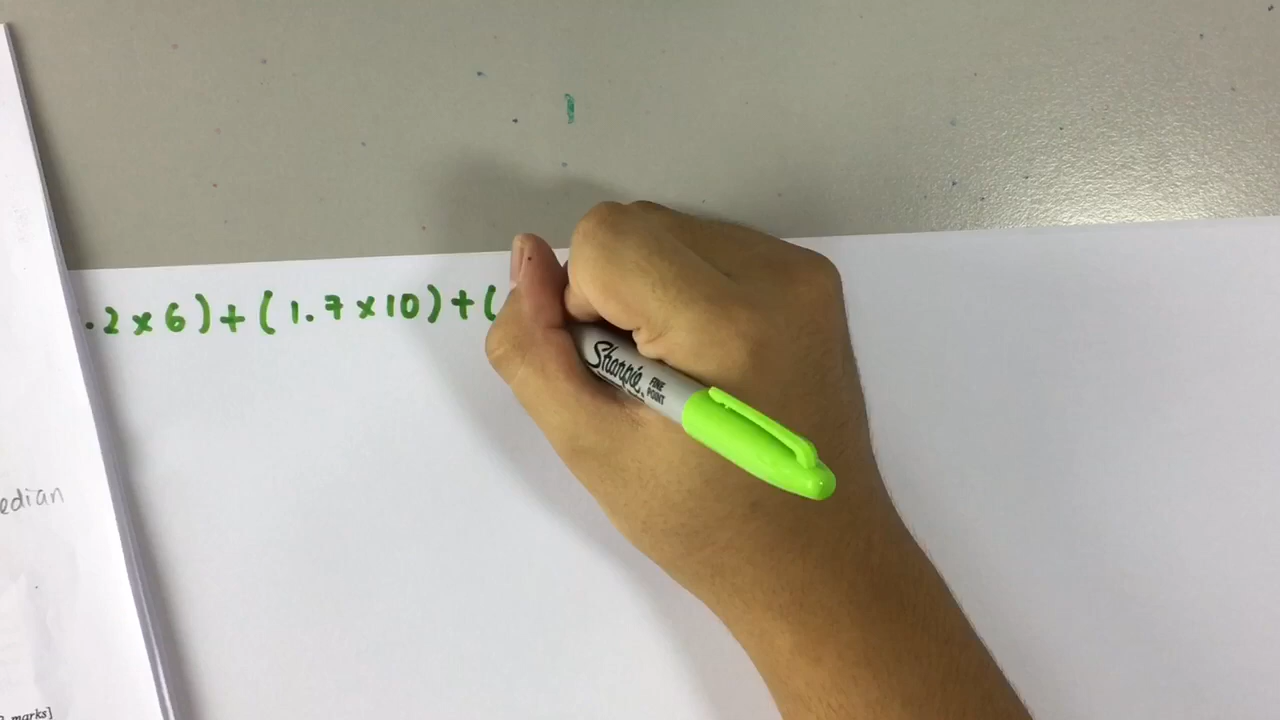 .2 × 6) + (1.7 × 10) + (
Sharpie
FINE
POINT
edian
marks]